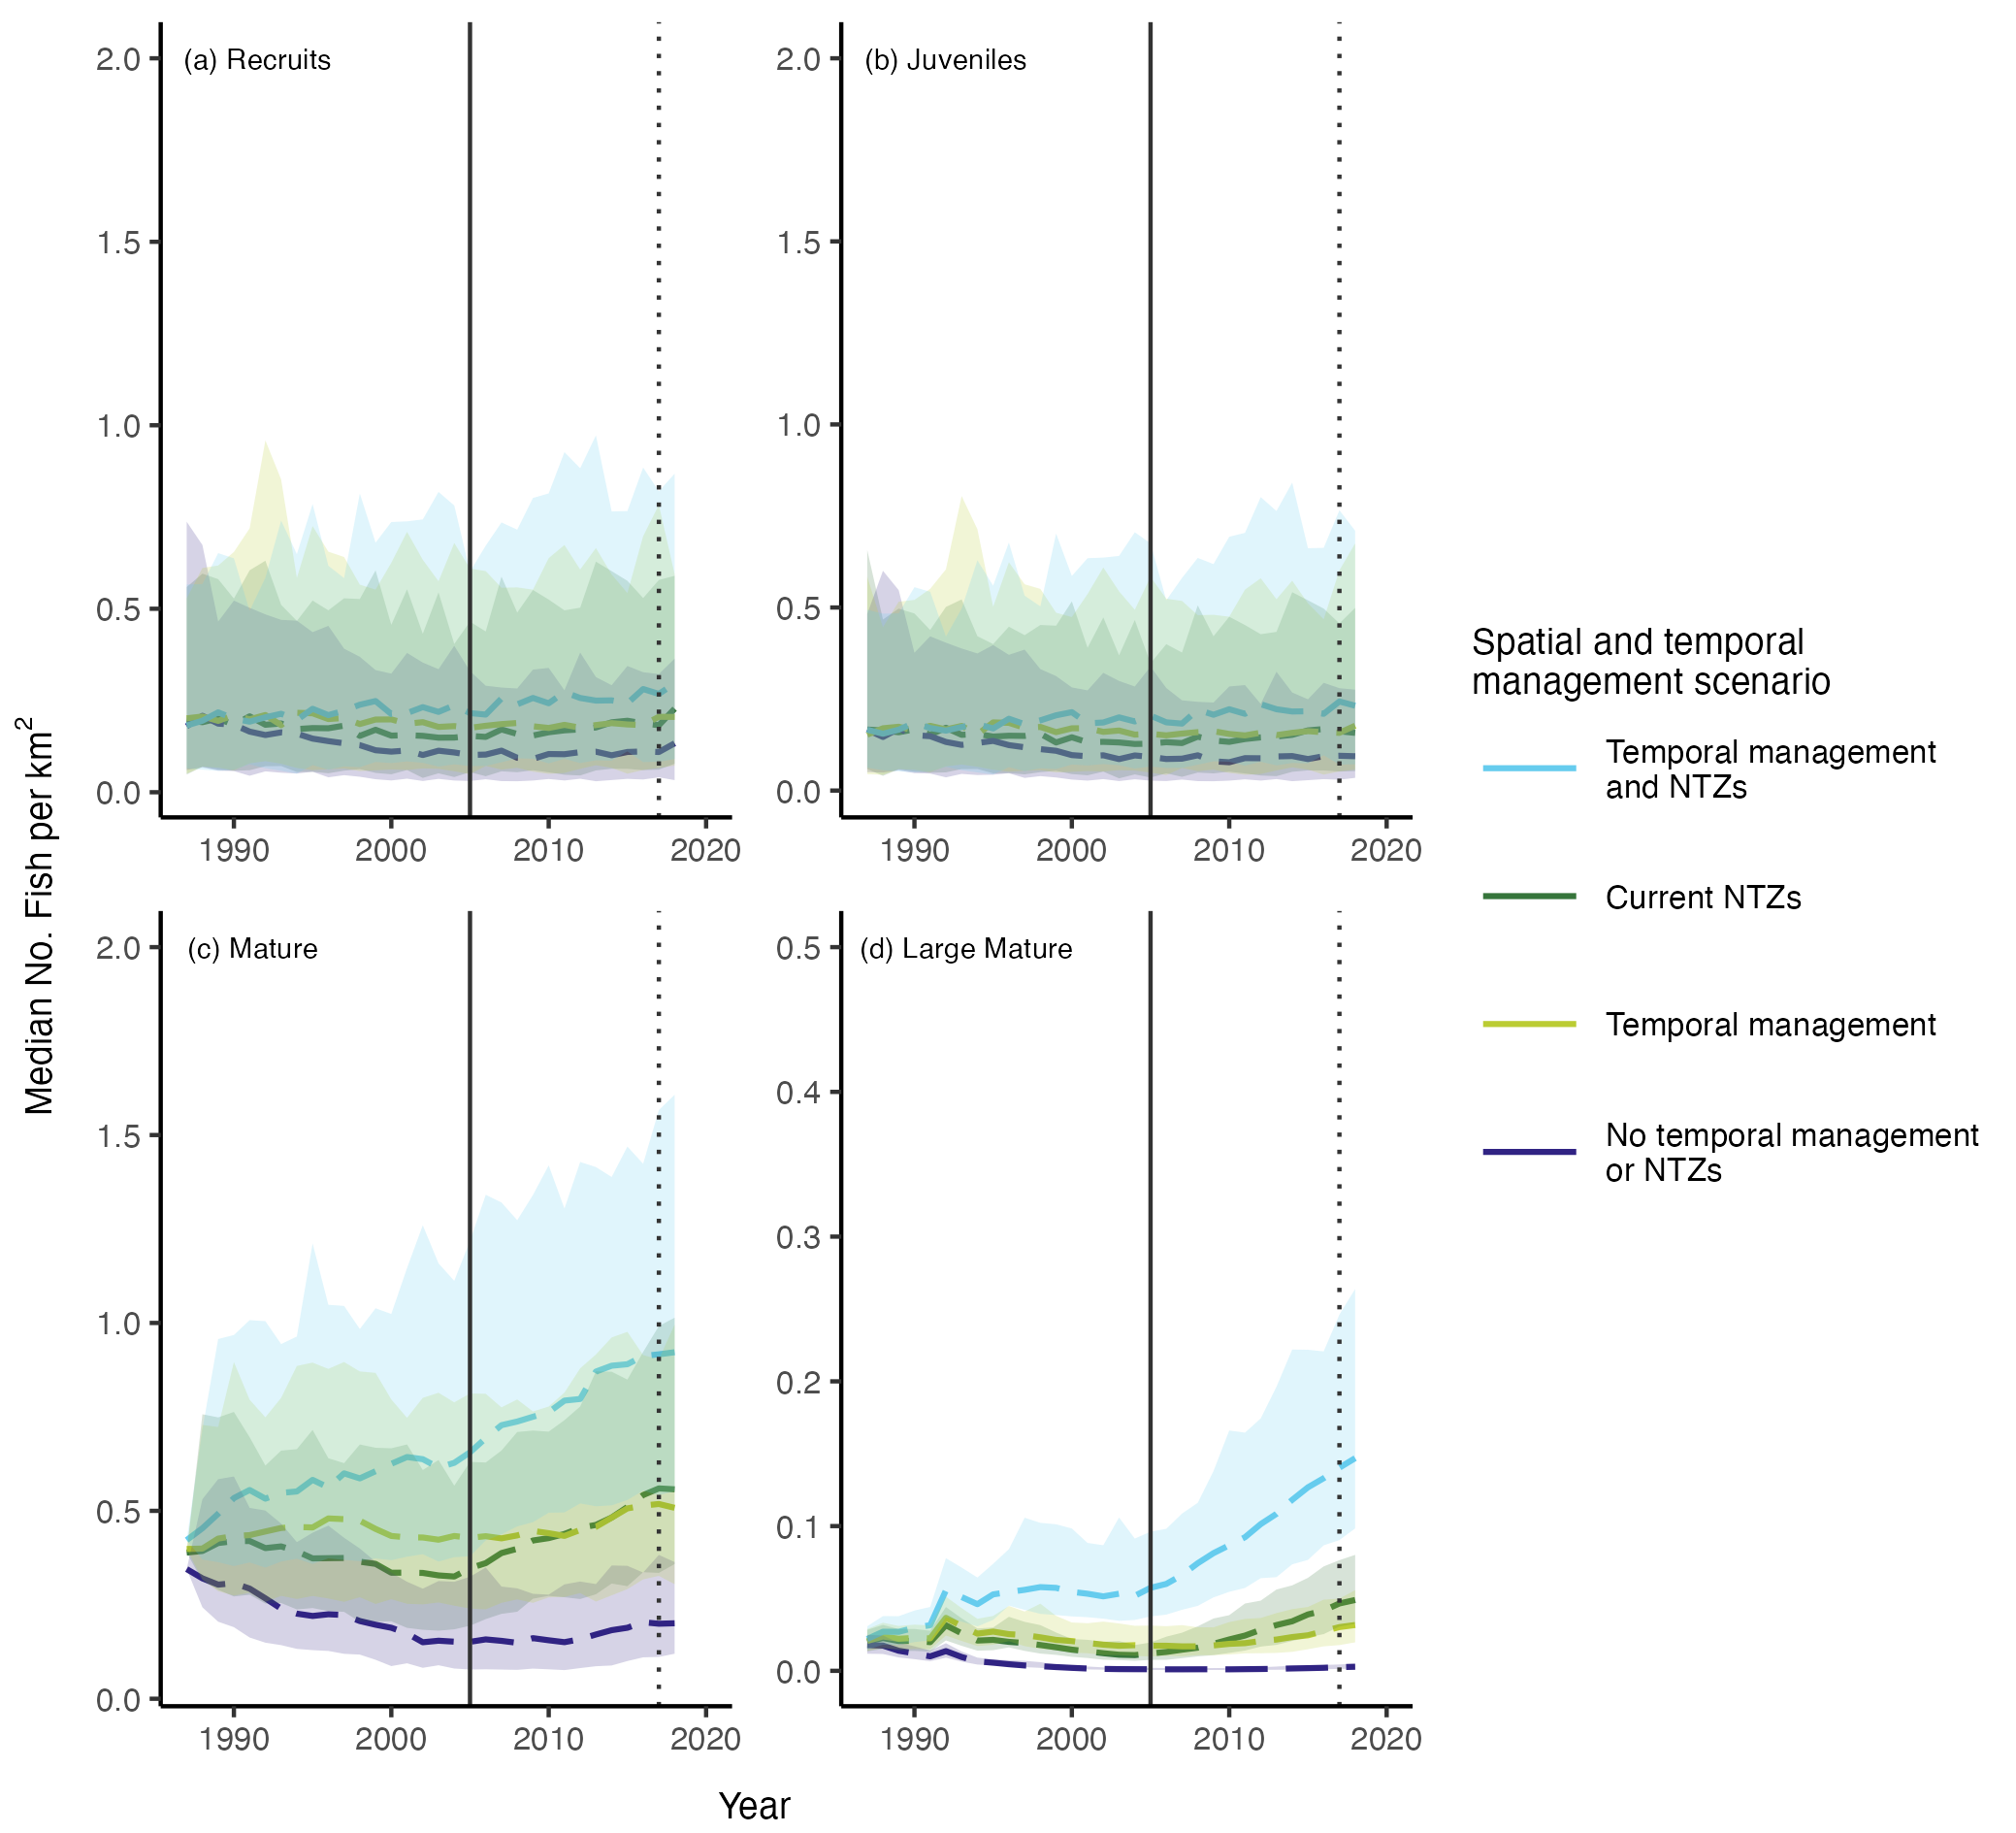 Median No. Fish per km²
(a) Recruits
2.0
1.5
1.0
0.5
0.0
1990 2000 2010 2020
(b) Juveniles
2.0
1.5
1.0
0.5
0.0
1990 2000 2010 2020
(c) Mature
2.0
1.5
1.0
0.5
0.0
1990 2000 2010 2020
(d) Large Mature
0.5
0.4
0.3
0.2
0.1
0.0
1990 2000 2010 2020
Year
Spatial and temporal
management scenario
Temporal management
and NTZs
Current NTZs
Temporal management
No temporal management
or NTZs